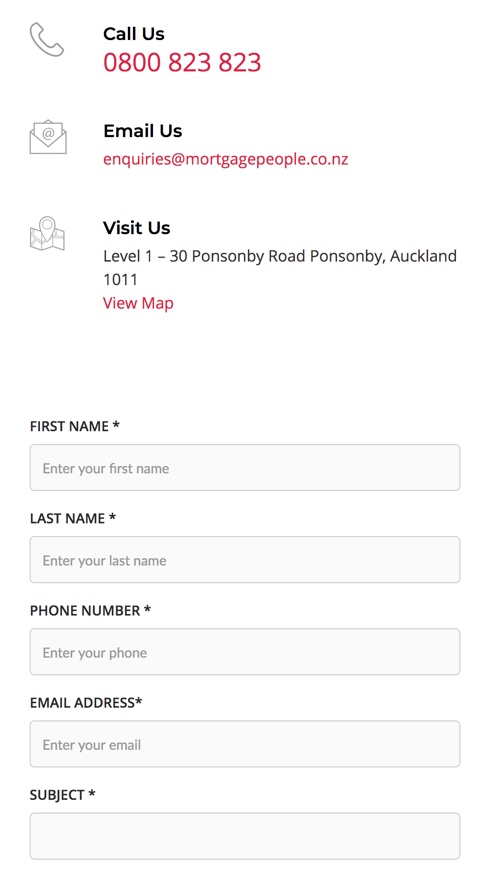 Call Us
0800 823 823
@
Email Us
enquiries@mortgagepeople.co.nz
Visit Us
Level 1 – 30 Ponsonby Road Ponsonby, Auckland
1011
View Map
FIRST NAME *
Enter your first name
LAST NAME *
Enter your last name
PHONE NUMBER *
Enter your phone
EMAIL ADDRESS*
Enter your email
SUBJECT *